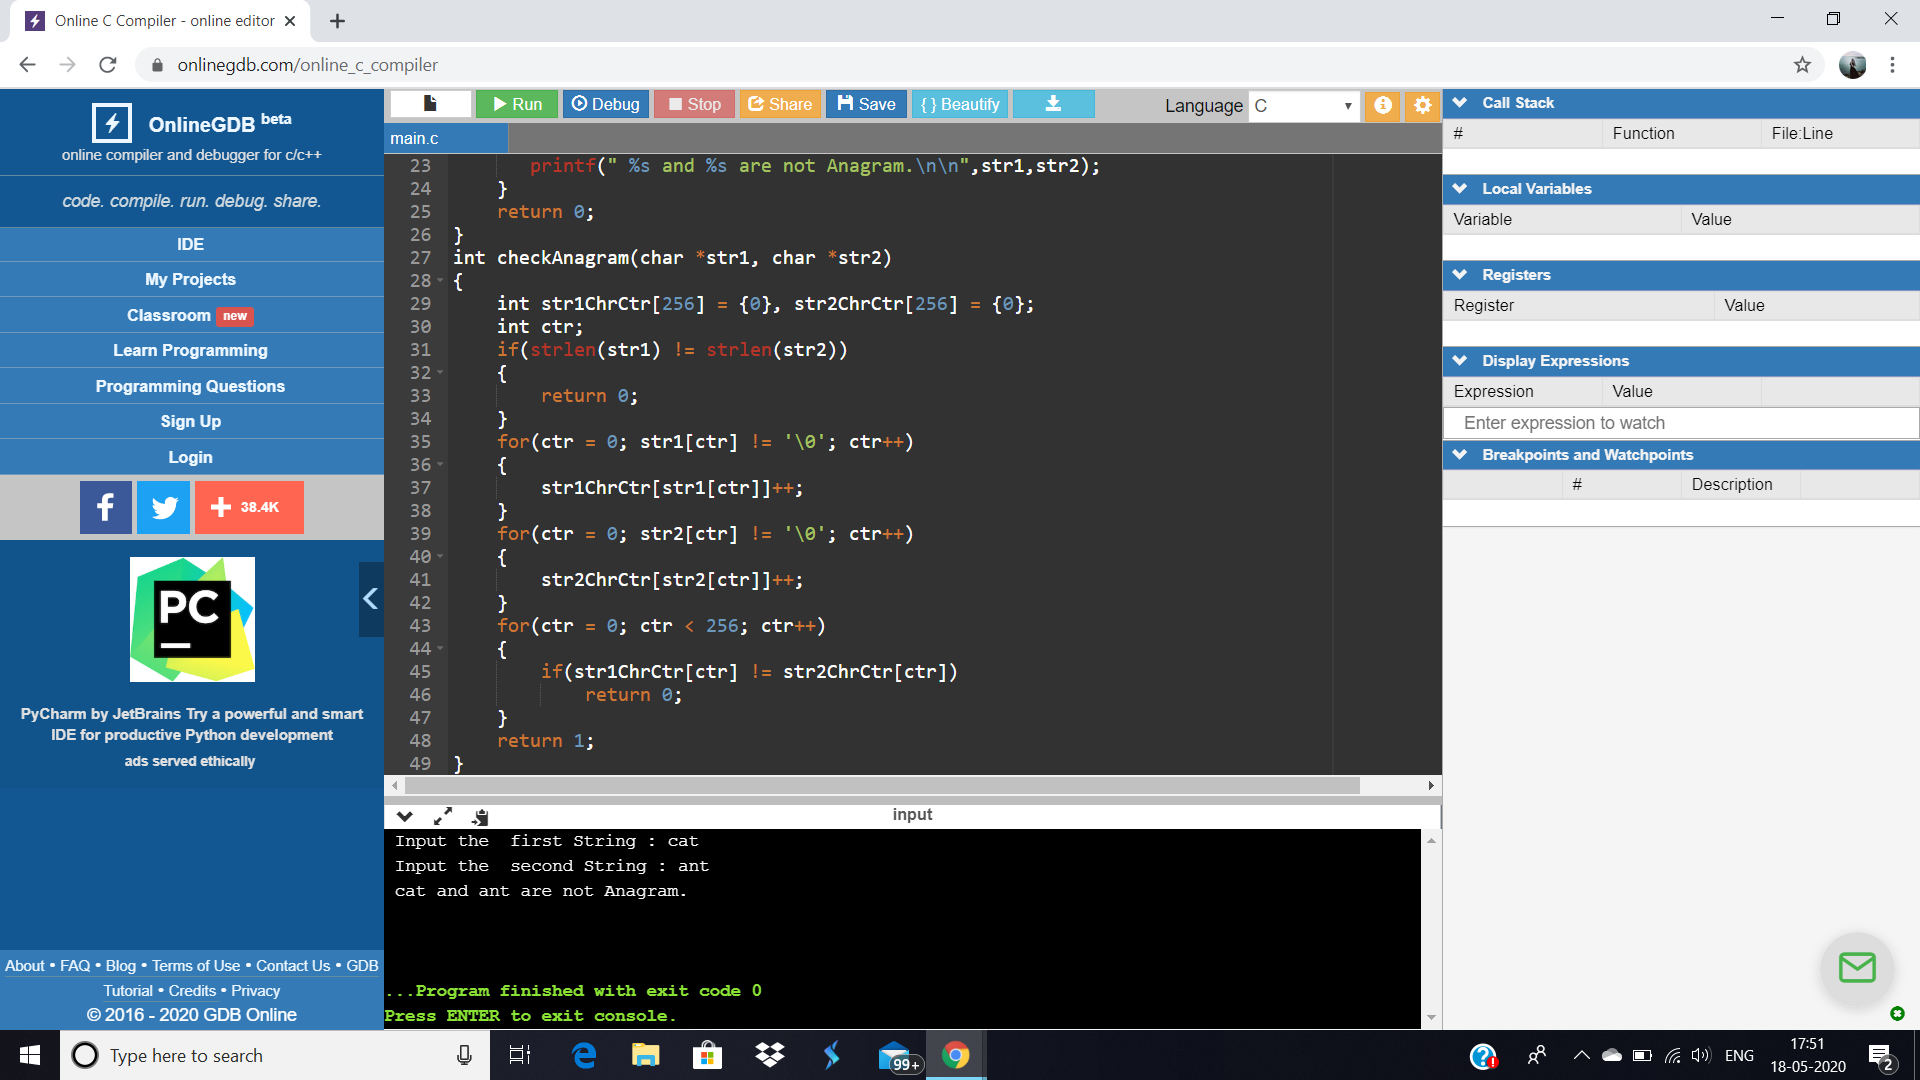 Online C Compiler - online editor
onlinegdb.com/online_c_compiler
OnlineGDB beta
online compiler and debugger for c/c++
code. compile. run. debug. share.
IDE
My Projects
Classroom new
Learn Programming
Programming Questions
Sign Up
Login
38.4K
PC
PyCharm by JetBrains Try a powerful and smart
IDE for productive Python development
ads served ethically
About • FAQ • Blog • Terms of Use • Contact Us • GDB
Tutorial • Credits • Privacy
© 2016 - 2020 GDB Online
Run Debug Stop Share Save { } Beautify Language C
main.c
23 printf(" %s and %s are not Anagram.\n\n",str1,str2);
24 }
25 return 0;
26 }
27 int checkAnagram(char *str1, char *str2)
28 {
29 int str1ChrCtr[256] = {0}, str2ChrCtr[256] = {0};
30 int ctr;
31 if(strlen(str1) != strlen(str2))
32 {
33 return 0;
34 }
35 for(ctr = 0; str1[ctr] != '\0'; ctr++)
36 {
37 str1ChrCtr[str1[ctr]]++;
38 }
39 for(ctr = 0; str2[ctr] != '\0'; ctr++)
40 {
41 str2ChrCtr[str2[ctr]]++;
42 }
43 for(ctr = 0; ctr < 256; ctr++)
44 {
45 if(str1ChrCtr[ctr] != str2ChrCtr[ctr])
46 return 0;
47 }
48 return 1;
49 }
input
Input the  first String : cat
Input the  second String : ant
cat and ant are not Anagram.
...Program finished with exit code 0
Press ENTER to exit console.
Call Stack
# Function File:Line
Local Variables
Variable Value
Registers
Register Value
Display Expressions
Expression Value
Enter expression to watch
Breakpoints and Watchpoints
# Description
Type here to search
99+
ENG
17:51
18-05-2020
2